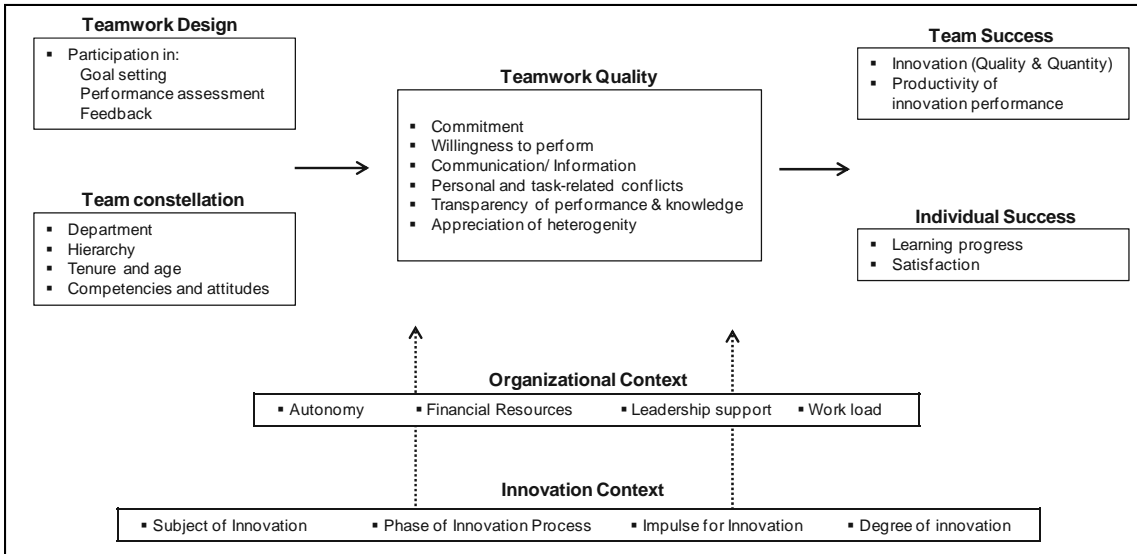 Teamwork Design
▪ Participation in:
Goal setting
Performance assessment
Feedback
Team constellation
▪ Department
▪ Hierarchy
▪ Tenure and age
▪ Competencies and attitudes
Teamwork Quality
▪ Commitment
▪ Willingness to perform
▪ Communication/ Information
▪ Personal and task-related conflicts
▪ Transparency of performance & knowledge
▪ Appreciation of heterogenity
Team Success
▪ Innovation (Quality & Quantity)
▪ Productivity of
innovation performance
Individual Success
▪ Learning progress
▪ Satisfaction
Organizational Context
▪ Autonomy ▪ Financial Resources ▪ Leadership support ▪ Work load
Innovation Context
▪ Subject of Innovation ▪ Phase of Innovation Process ▪ Impulse for Innovation ▪ Degree of innovation